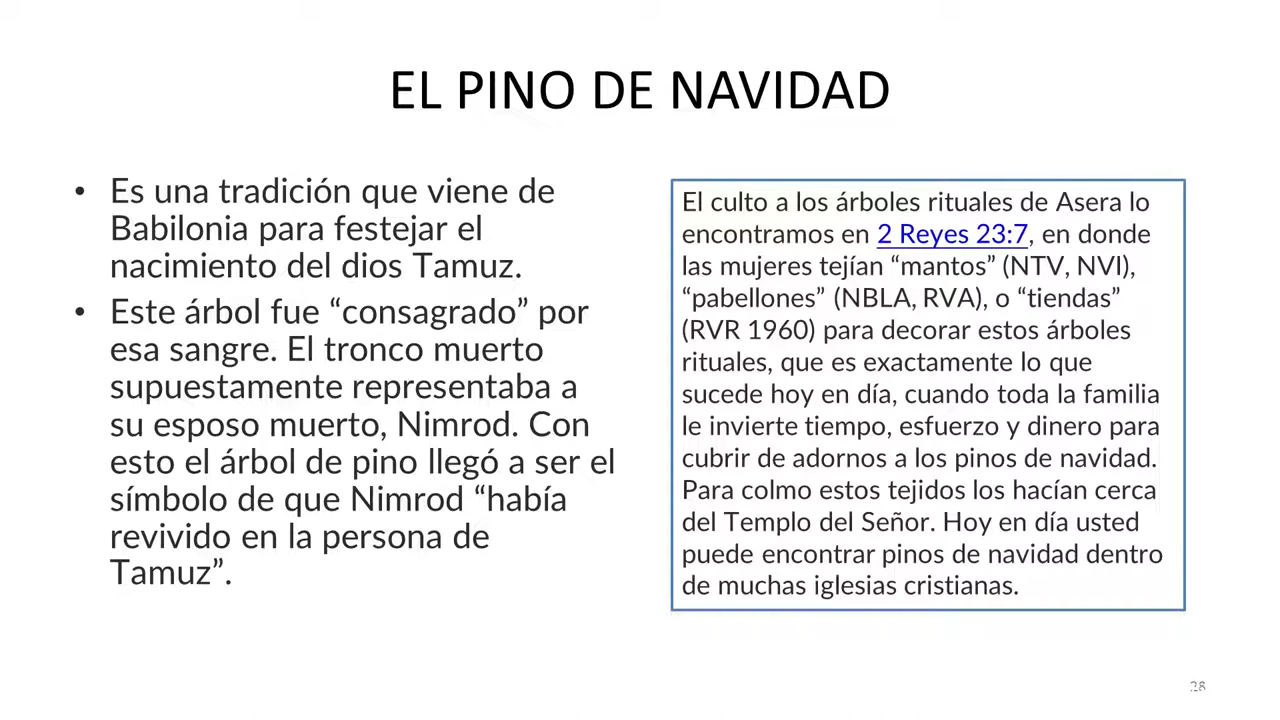 EL PINO DE NAVIDAD
• Es una tradición que viene de
Babilonia para festejar el
nacimiento del dios Tamuz.
• Este árbol fue “consagrado” por
esa sangre. El tronco muerto
supuestamente representaba a
su esposo muerto, Nimrod. Con
esto el árbol de pino llegó a ser el
símbolo de que Nimrod “había
revivido en la persona de
Tamuz”.
El culto a los árboles rituales de Asera lo
encontramos en 2 Reyes 23:7, en donde
las mujeres tejían “mantos” (NTV, NVI),
“pabellones” (NBLA, RVA), o “tiendas”
(RVR 1960) para decorar estos árboles
rituales, que es exactamente lo que
sucede hoy en día, cuando toda la familia
le invierte tiempo, esfuerzo y dinero para
cubrir de adornos a los pinos de navidad.
Para colmo estos tejidos los hacían cerca
del Templo del Señor. Hoy en día usted
puede encontrar pinos de navidad dentro
de muchas iglesias cristianas.
28